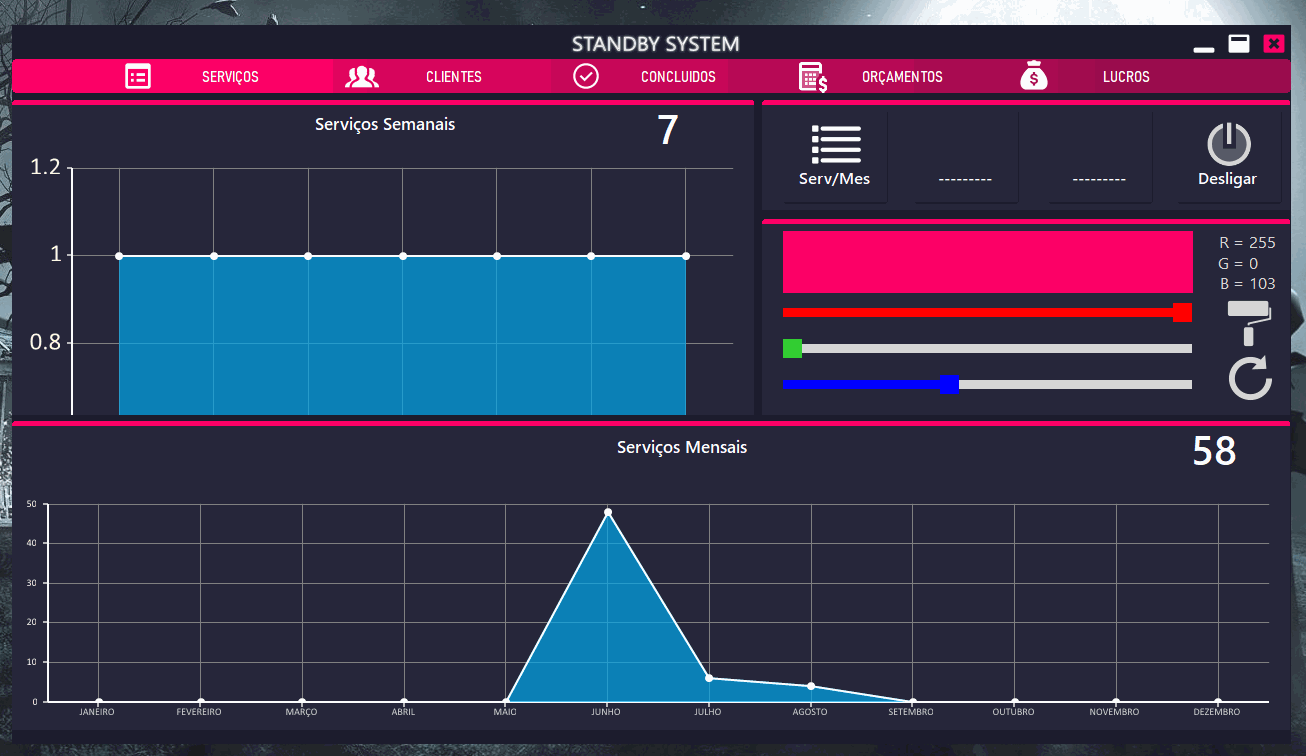 STANDBY SYSTEM
SERVIÇOS
CLIENTES
CONCLUIDOS
ORÇAMENTOS
LUCROS
Serviços Semanais
7
1.2
1
0.8
Serv/Mes
---------
---------
Desligar
R = 255
G = 0
B = 103
Serviços Mensais
58
50
40
30
20
10
0
JANEIRO
FEVEREIRO
MARÇO
ABRIL
MAIO
JUNHO
JULHO
AGOSTO
SETEMBRO
OUTUBRO
NOVEMBRO
DEZEMBRO